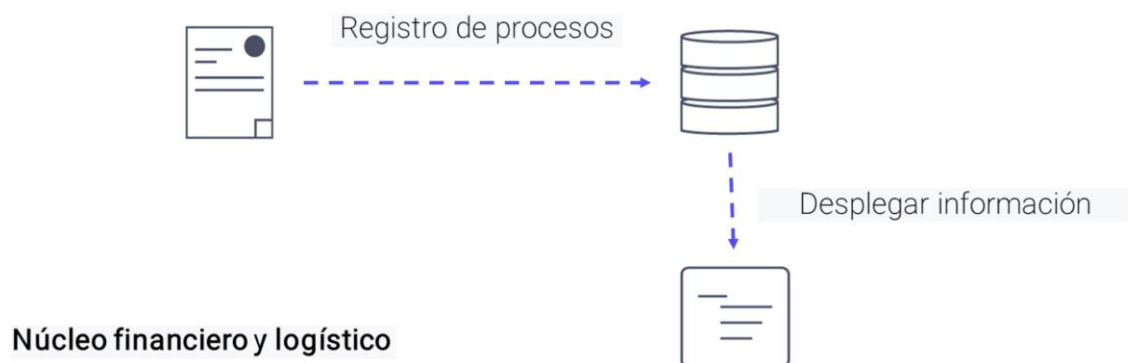 Registro de procesos
Desplegar información
Núcleo financiero y logístico